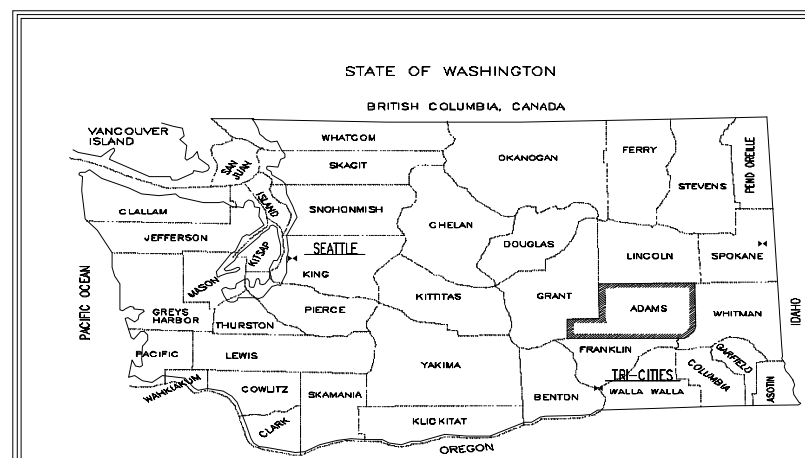 STATE OF WASHINGTON
BRITISH COLUMBIA, CANADA
VANCOUVER
ISLAND
WHATCOM
SAN
JUAN
SKAGIT
OKANOGAN
FERRY
PEND OREILLE
STEVENS
ISLAND
CLALLAM
SNOHOMISH
CHELAN
JEFFERSON
KITSAP
SEATTLE
DOUGLAS
LINCOLN
SPOKANE
MASON
KING
PACIFIC OCEAN
GREYS
HARBOR
PIERCE
KITTITAS
GRANT
ADAMS
WHITMAN
IDAHO
THURSTON
PACIFIC
LEWIS
YAKIMA
FRANKLIN
GARFIELD
COLUMBIA
TRI-CITIES
WAHKIAKUM
COWLITZ
SKAMANIA
BENTON
WALLA WALLA
ASOTIN
CLARK
KLICKITAT
OREGON